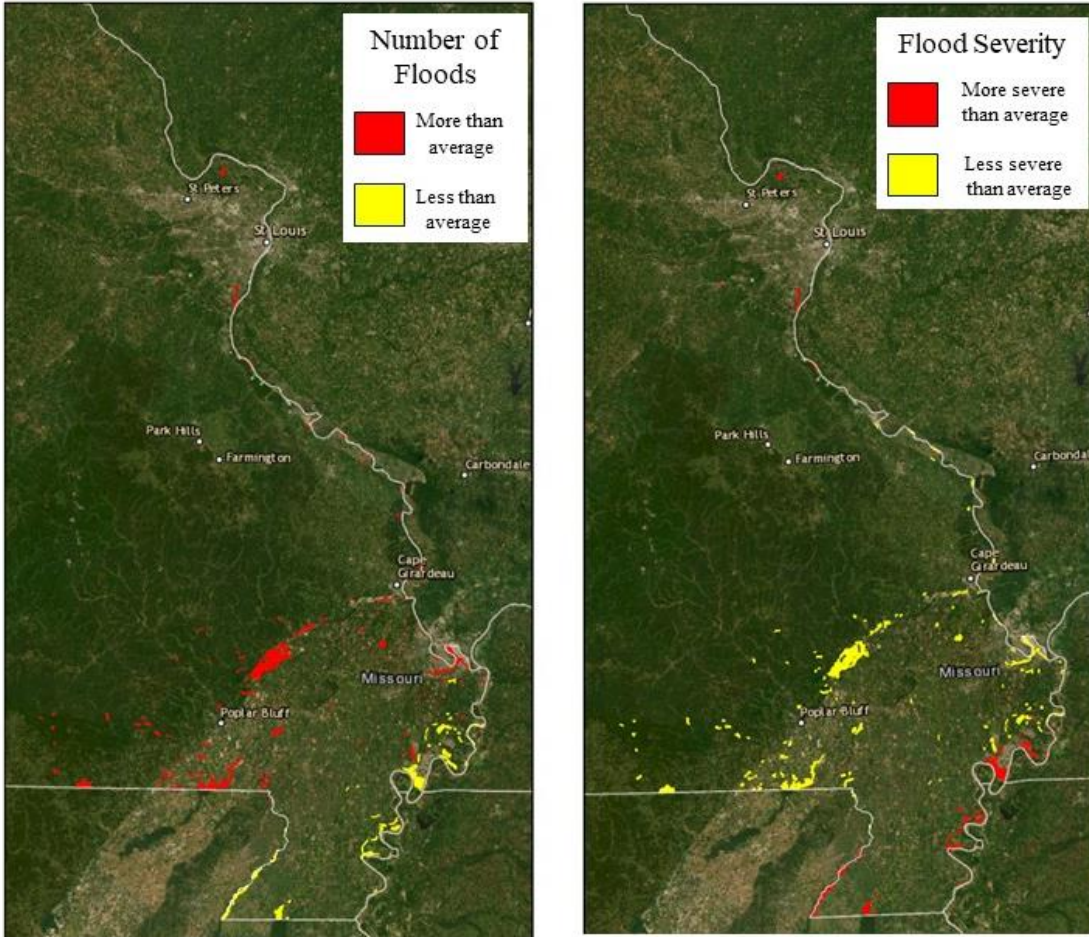 Number of
Floods
More than
average
Less than
average
St Peters
St Louis
Park Hills
Farmington
Carbondale
Cape
Girardeau
Missouri
Poplar Bluff
Flood Severity
More severe
than average
Less severe
than average
St Peters
St Louis
Park Hills
Farmington
Carbondal
Cape
Girardeau
Missouri
Poplar Bluff